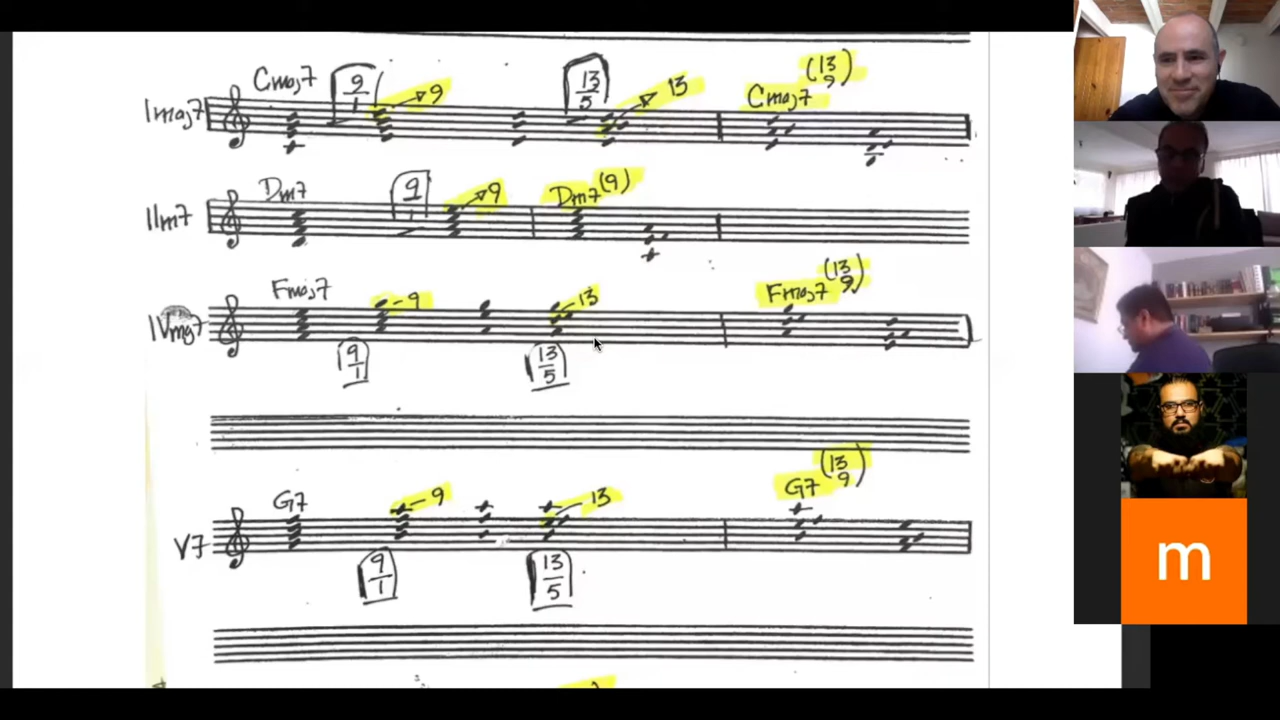 Cmaj7 9/1 9 13/5 13 Cmaj7 (13 9)
Imaj7
Dm7 9/1 9 Dm7(9)
IIm7
Fmaj7 9 13 Fmaj7 (13 9)
IVmaj7
9/1 13/5
G7 9 13 G7 (13 9)
V7
9/1 13/5
m